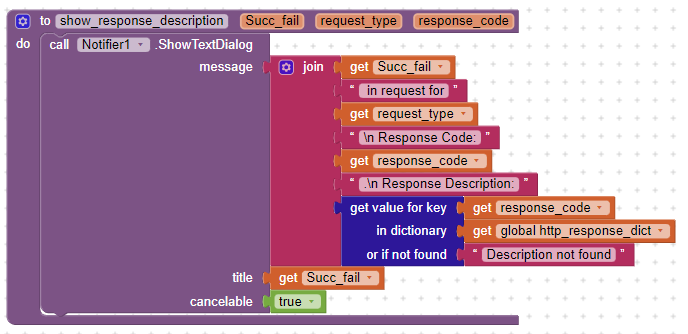 to show_response_description Succ_fail request_type response_code
do call Notifier1 .ShowTextDialog
message join get Succ_fail
“ in request for ”
get request_type
“ \n Response Code: ”
get response_code
“ .\n Response Description: ”
get value for key get response_code
in dictionary get global http_response_dict
or if not found “ Description not found ”
title get Succ_fail
cancelable true